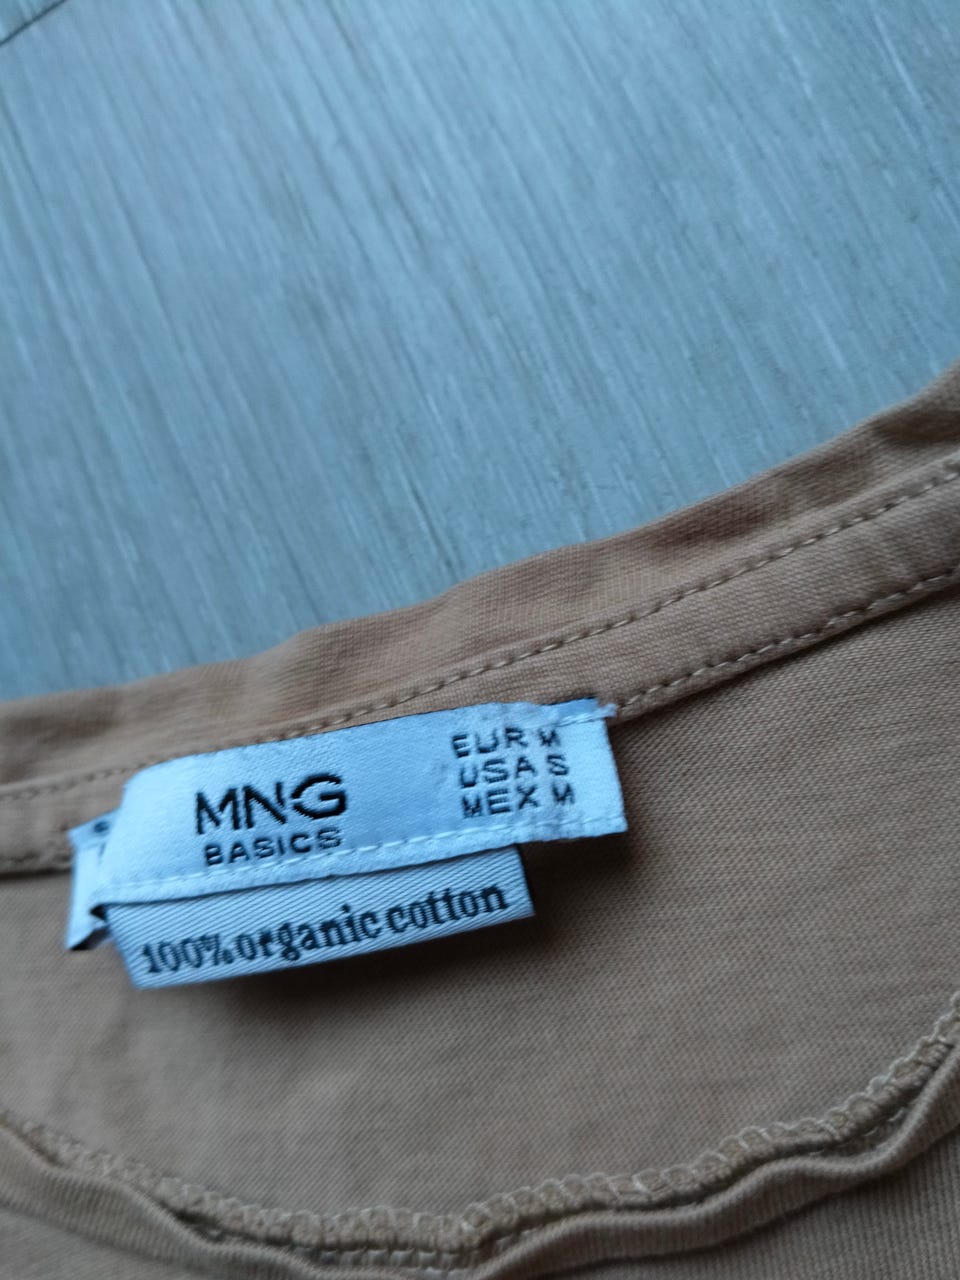 MNG
BASICS
EUR M
USA S
MEX M
100% organic cotton